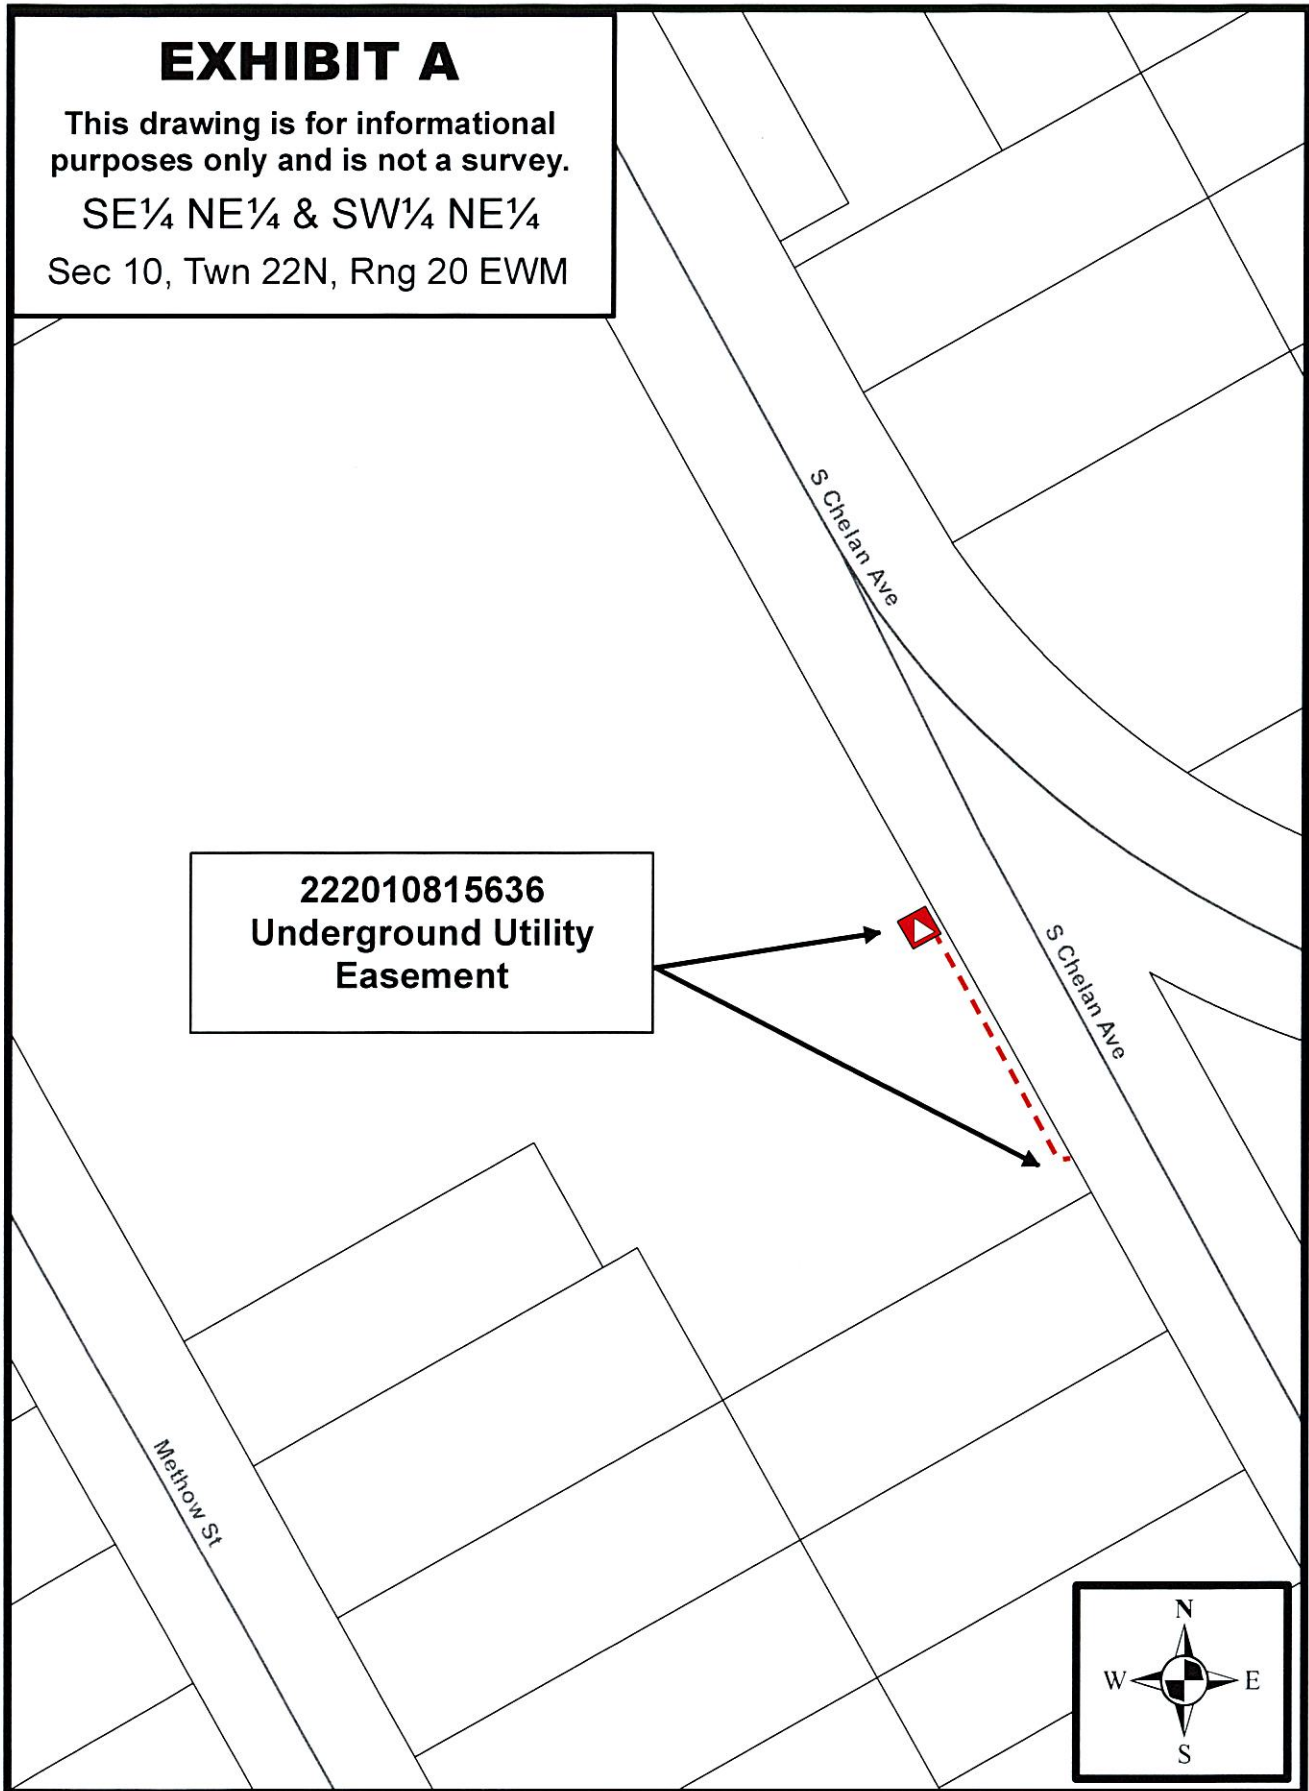 EXHIBIT A
This drawing is for informational
purposes only and is not a survey.
SE¼ NE¼ & SW¼ NE¼
Sec 10, Twn 22N, Rng 20 EWM
S Chelan Ave
222010815636
Underground Utility
Easement
S Chelan Ave
Methow St
N
W E
S